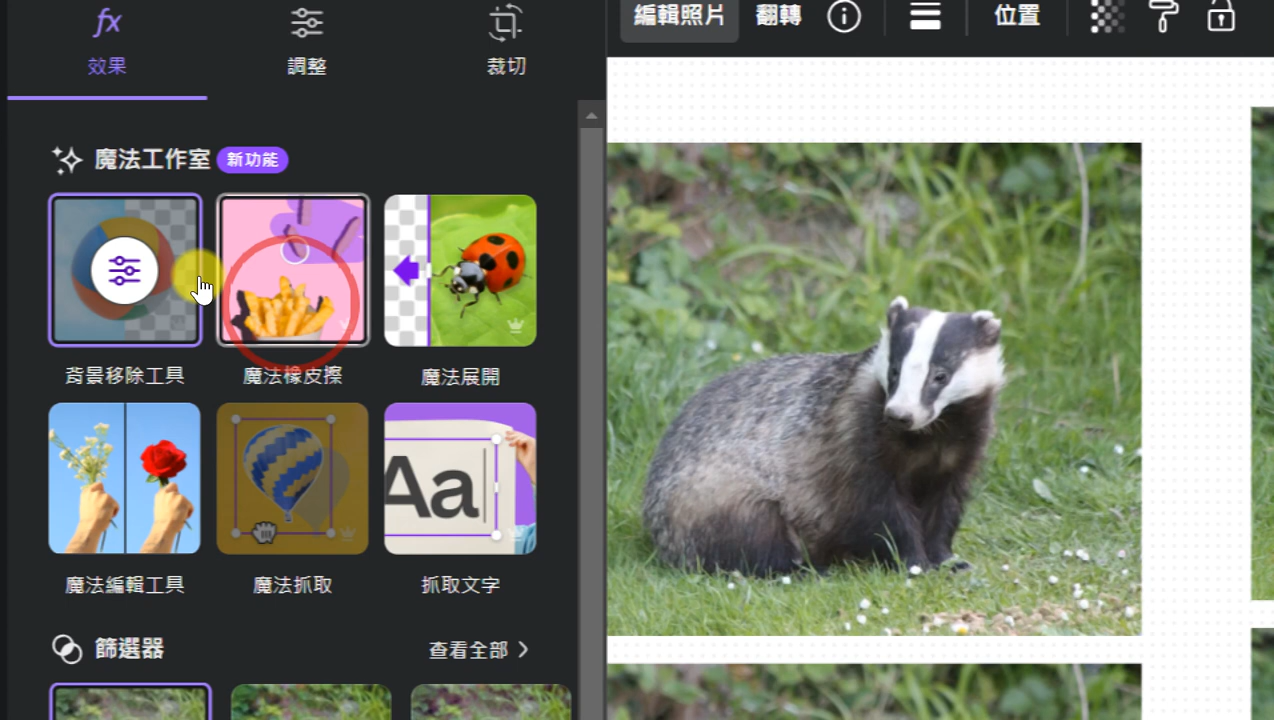 fx
效果
調整
裁切
編輯照片
翻轉
位置
魔法工作室
新功能
背景移除工具
魔法橡皮擦
魔法展開
Aa
魔法編輯工具
魔法抓取
抓取文字
篩選器
查看全部